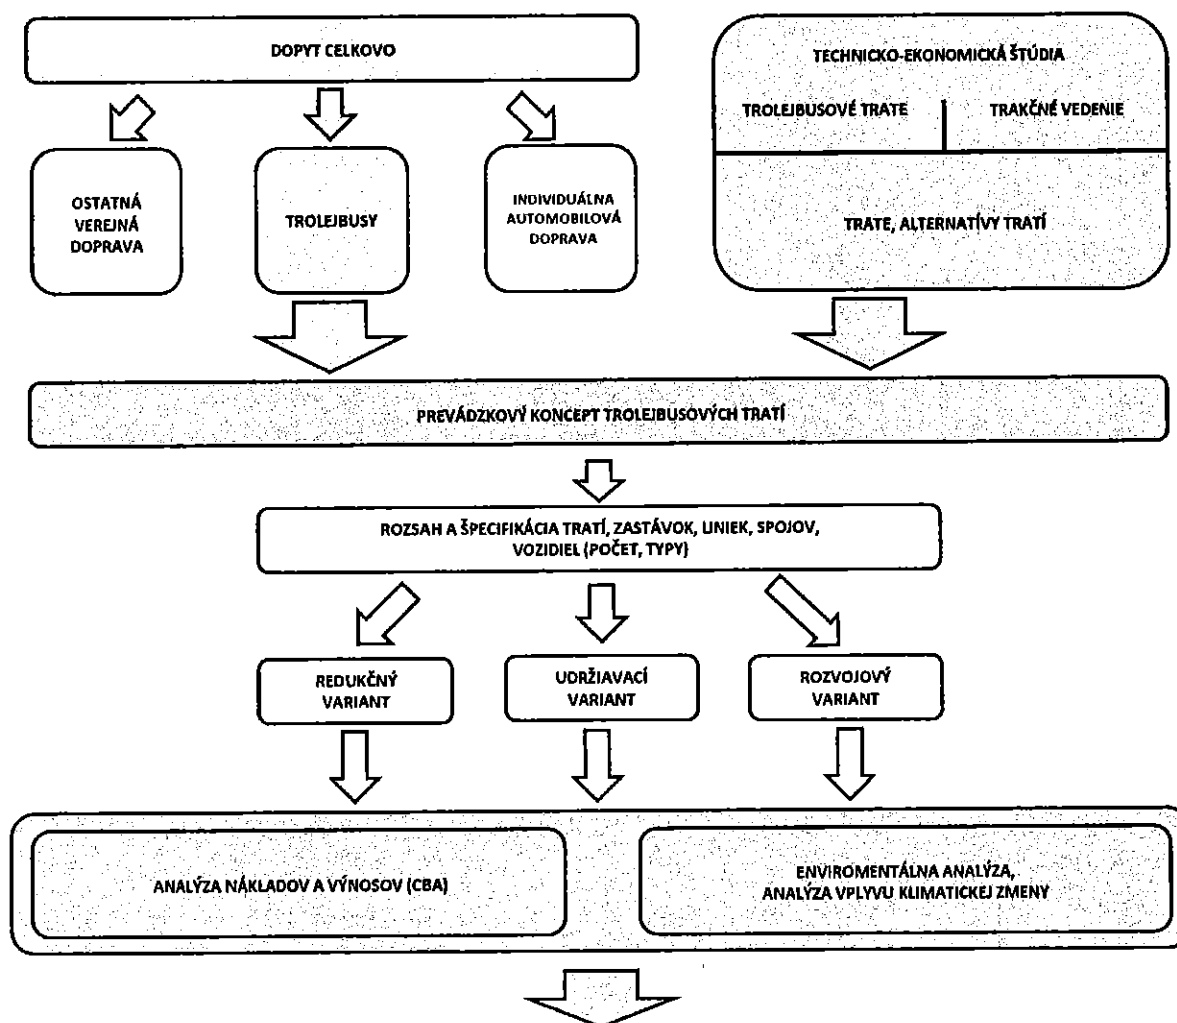 DOPYT CELKOVO
OSTATNÁ
VEREJNÁ
DOPRAVA
TROLEJBUSY
INDIVIDUÁLNA
AUTOMOBILOVÁ
DOPRAVA
TECHNICKO-EKONOMICKÁ ŠTÚDIA
TROLEJBUSOVÉ TRATE
TRAKČNÉ VEDENIE
TRATE, ALTERNATÍVY TRATÍ
PREVÁDZKOVÝ KONCEPT TROLEJBUSOVÝCH TRATÍ
ROZSAH A ŠPECIFIKÁCIA TRATÍ, ZASTÁVOK, LINIEK, SPOJOV,
VOZIDIEL (POČET, TYPY)
REDUKČNÝ
VARIANT
UDRŽIAVACÍ
VARIANT
ROZVOJOVÝ
VARIANT
ANALÝZA NÁKLADOV A VÝNOSOV (CBA)
ENVIROMENTÁLNA ANALÝZA,
ANALÝZA VPLYVU KLIMATICKEJ ZMENY